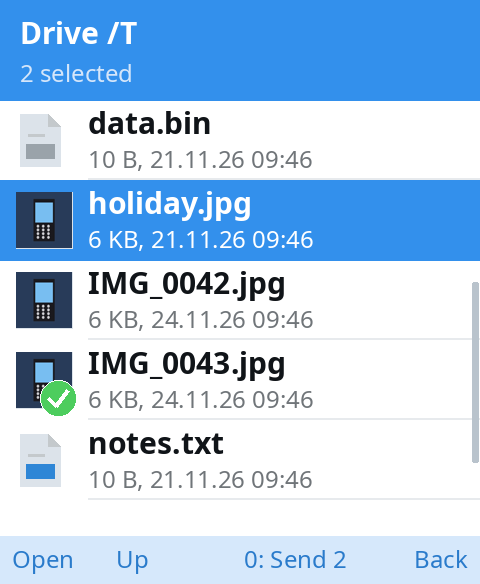 Drive /T
2 selected
data.bin
10 B, 21.11.26 09:46
holiday.jpg
6 KB, 21.11.26 09:46
IMG_0042.jpg
6 KB, 24.11.26 09:46
IMG_0043.jpg
6 KB, 24.11.26 09:46
notes.txt
10 B, 21.11.26 09:46
Open Up 0: Send 2 Back